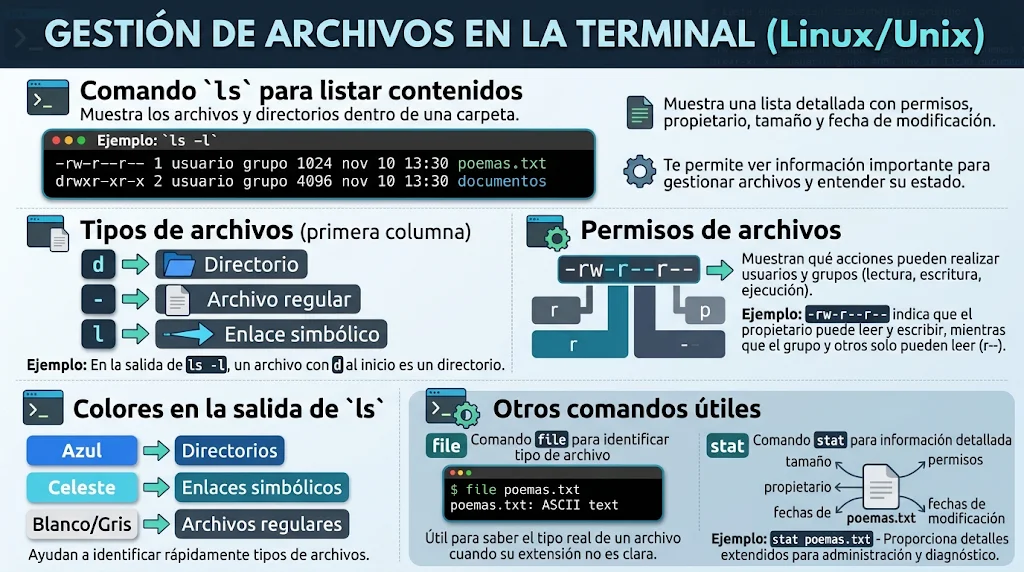 GESTIÓN DE ARCHIVOS EN LA TERMINAL (Linux/Unix)
Comando `ls` para listar contenidos
Muestra los archivos y directorios dentro de una carpeta.
Ejemplo: `ls -l`
-rw-r--r-- 1 usuario grupo 1024 nov 10 13:30 poemas.txt
drwxr-xr-x 2 usuario grupo 4096 nov 10 13:30 documentos
Muestra una lista detallada con permisos,
propietario, tamaño y fecha de modificación.
Te permite ver información importante para
gestionar archivos y entender su estado.
Tipos de archivos (primera columna)
d Directorio
- Archivo regular
l Enlace simbólico
Ejemplo: En la salida de ls -l, un archivo con d al inicio es un directorio.
Permisos de archivos
-rw-r--r--
r
p
r
-
Muestran qué acciones pueden realizar
usuarios y grupos (lectura, escritura,
ejecución).
Ejemplo: -rw-r--r-- indica que el
propietario puede leer y escribir, mientras
que el grupo y otros solo pueden leer (r--).
Colores en la salida de `ls`
Azul Directorios
Celeste Enlaces simbólicos
Blanco/Gris Archivos regulares
Ayudan a identificar rápidamente tipos de archivos.
Otros comandos útiles
file Comando file para identificar
tipo de archivo
$ file poemas.txt
poemas.txt: ASCII text
Útil para saber el tipo real de un archivo
cuando su extensión no es clara.
stat Comando stat para información detallada
tamaño
permisos
propietario
fechas de
poemas.txt
fechas de
modificación
Ejemplo: stat poemas.txt - Proporciona detalles
extendidos para administración y diagnóstico.